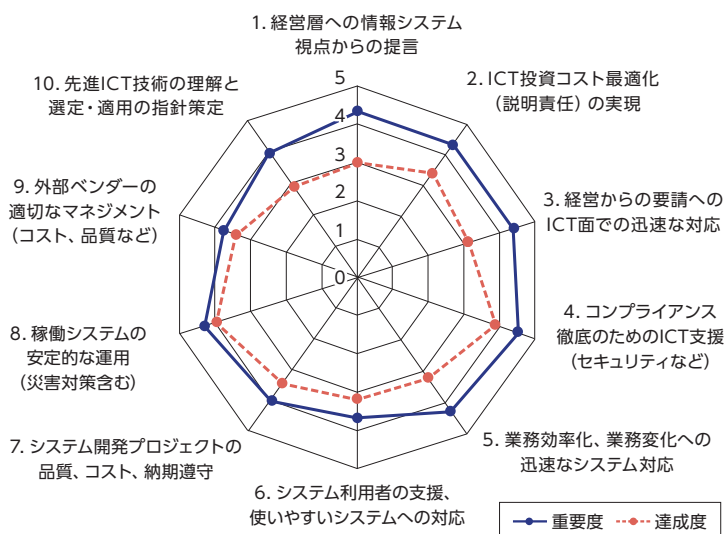 1. 経営層への情報システム
視点からの提言
2. ICT投資コスト最適化
（説明責任）の実現
3. 経営からの要請への
ICT面での迅速な対応
4. コンプライアンス
徹底のためのICT支援
（セキュリティなど）
5. 業務効率化、業務変化への
迅速なシステム対応
6. システム利用者の支援、
使いやすいシステムへの対応
7. システム開発プロジェクトの
品質、コスト、納期遵守
8. 稼働システムの
安定的な運用
（災害対策含む）
9. 外部ベンダーの
適切なマネジメント
（コスト、品質など）
10. 先進ICT技術の理解と
選定・適用の指針策定
5
4
3
2
1
0
重要度 達成度